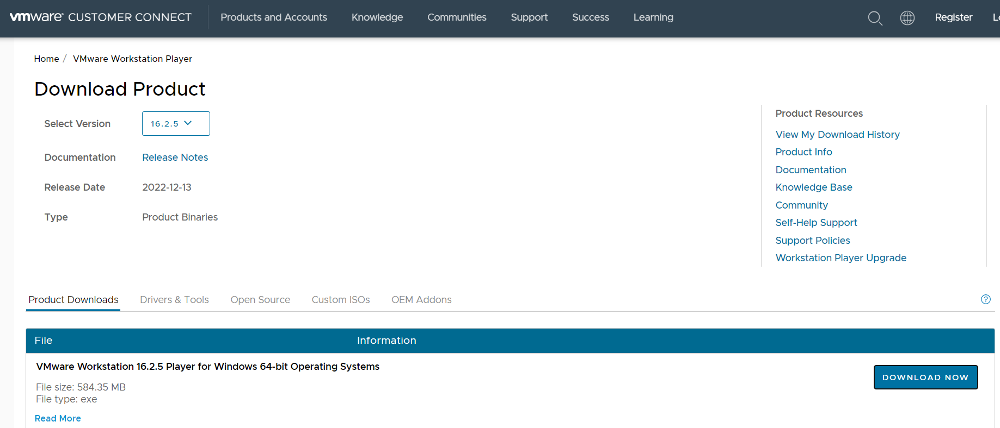 vmware® CUSTOMER CONNECT Products and Accounts Knowledge Communities Support Success Learning Register
Home / VMware Workstation Player
Download Product
Select Version 16.2.5
Documentation Release Notes
Release Date 2022-12-13
Type Product Binaries
Product Resources
View My Download History
Product Info
Documentation
Knowledge Base
Community
Self-Help Support
Support Policies
Workstation Player Upgrade
Product Downloads Drivers & Tools Open Source Custom ISOs OEM Addons ?
File Information
VMware Workstation 16.2.5 Player for Windows 64-bit Operating Systems
DOWNLOAD NOW
File size: 584.35 MB
File type: exe
Read More